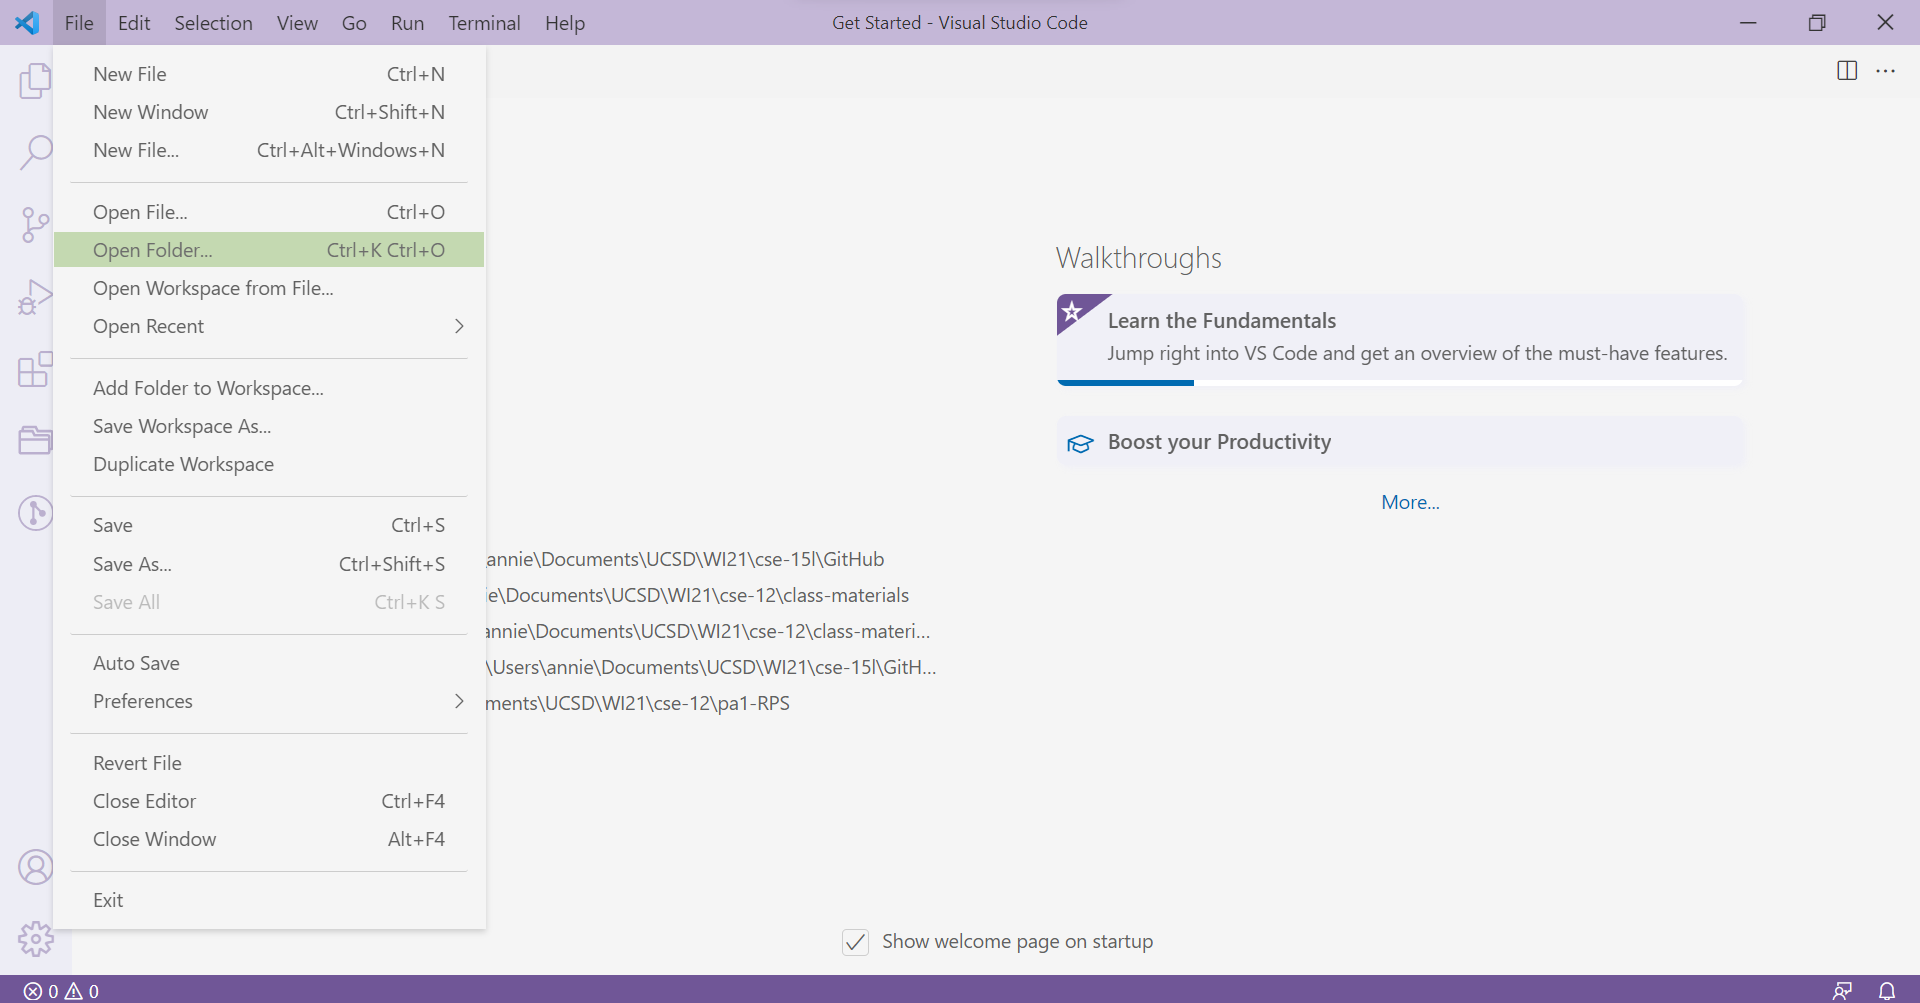 File Edit Selection View Go Run Terminal Help Get Started - Visual Studio Code
New File Ctrl+N
New Window Ctrl+Shift+N
New File... Ctrl+Alt+Windows+N
Open File... Ctrl+O
Open Folder... Ctrl+K Ctrl+O
Open Workspace from File...
Open Recent
Add Folder to Workspace...
Save Workspace As...
Duplicate Workspace
Save Ctrl+S
Save As... Ctrl+Shift+S
Save All Ctrl+K S
Auto Save
Preferences
Revert File
Close Editor Ctrl+F4
Close Window Alt+F4
Exit
annie\Documents\UCSD\WI21\cse-15l\GitHub
ie\Documents\UCSD\WI21\cse-12\class-materials
annie\Documents\UCSD\WI21\cse-12\class-materi...
\Users\annie\Documents\UCSD\WI21\cse-15l\GitH...
ments\UCSD\WI21\cse-12\pa1-RPS
Walkthroughs
Learn the Fundamentals
Jump right into VS Code and get an overview of the must-have features.
Boost your Productivity
More...
Show welcome page on startup
0 0